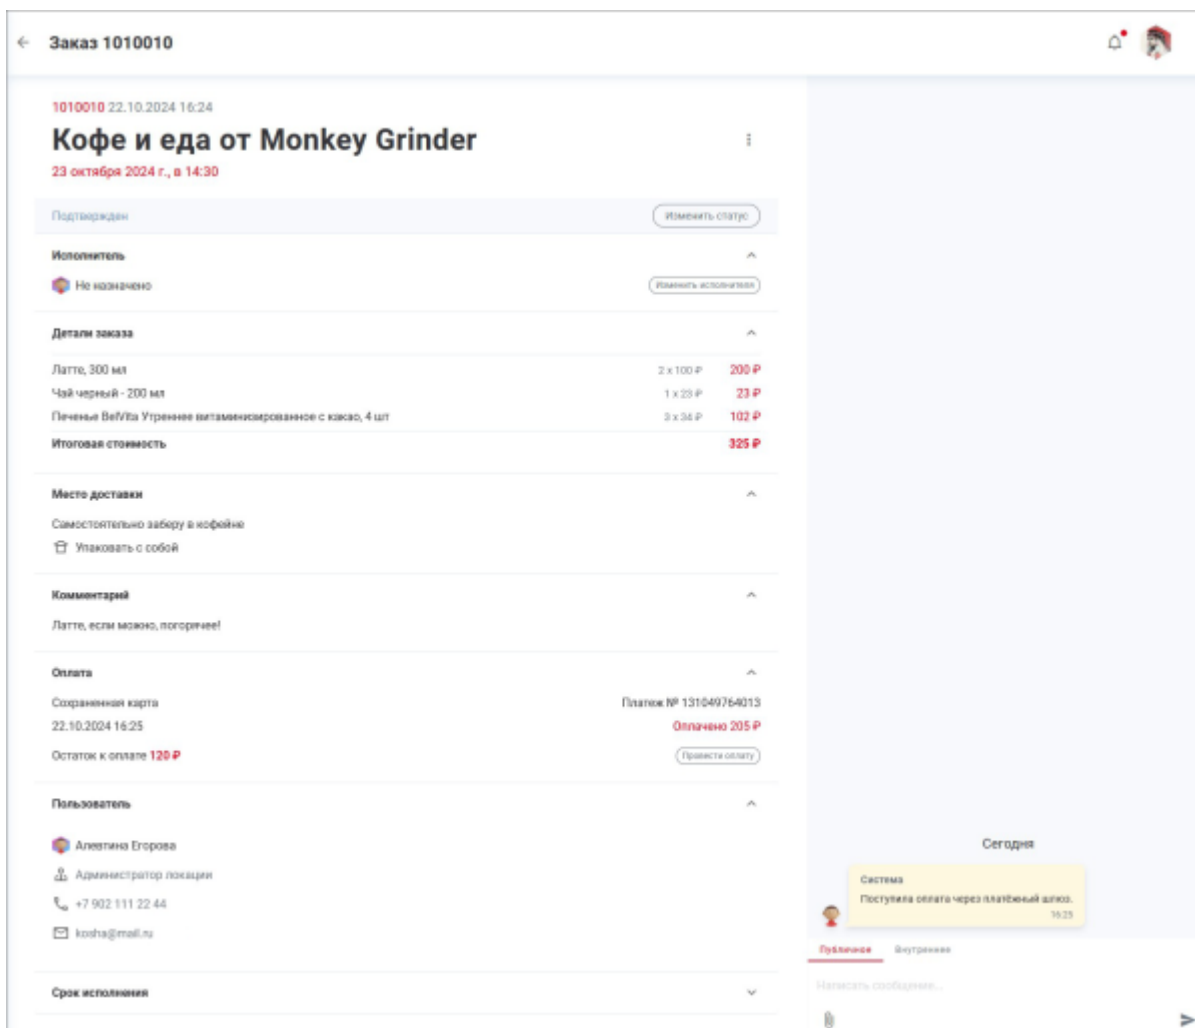 Заказ 1010010
1010010 22.10.2024 16:24
Кофе и еда от Monkey Grinder
23 октября 2024 г., в 14:30
Подтвержден
Изменить статус
Исполнитель
Не назначено
Изменить исполнителя
Детали заказа
Латте, 300 мл 2 x 100 ₽ 200 ₽
Чай черный - 200 мл 1 x 23 ₽ 23 ₽
Печенье BelVita Утреннее витаминизированное с какао, 4 шт 3 x 34 ₽ 102 ₽
Итоговая стоимость 325 ₽
Место доставки
Самостоятельно заберу в кофейне
Упаковать с собой
Комментарий
Латте, если можно, погорячее!
Оплата
Сохраненная карта Платеж № 131049764013
22.10.2024 16:25 Оплачено 205 ₽
Остаток к оплате 120 ₽ Провести оплату
Пользователь
Алевтина Егорова
Администратор локации
+7 902 111 22 44
kosha@mail.ru
Срок исполнения
Сегодня
Система
Поступила оплата через платёжный шлюз.
16:25
Публичное Внутреннее
Написать сообщение...